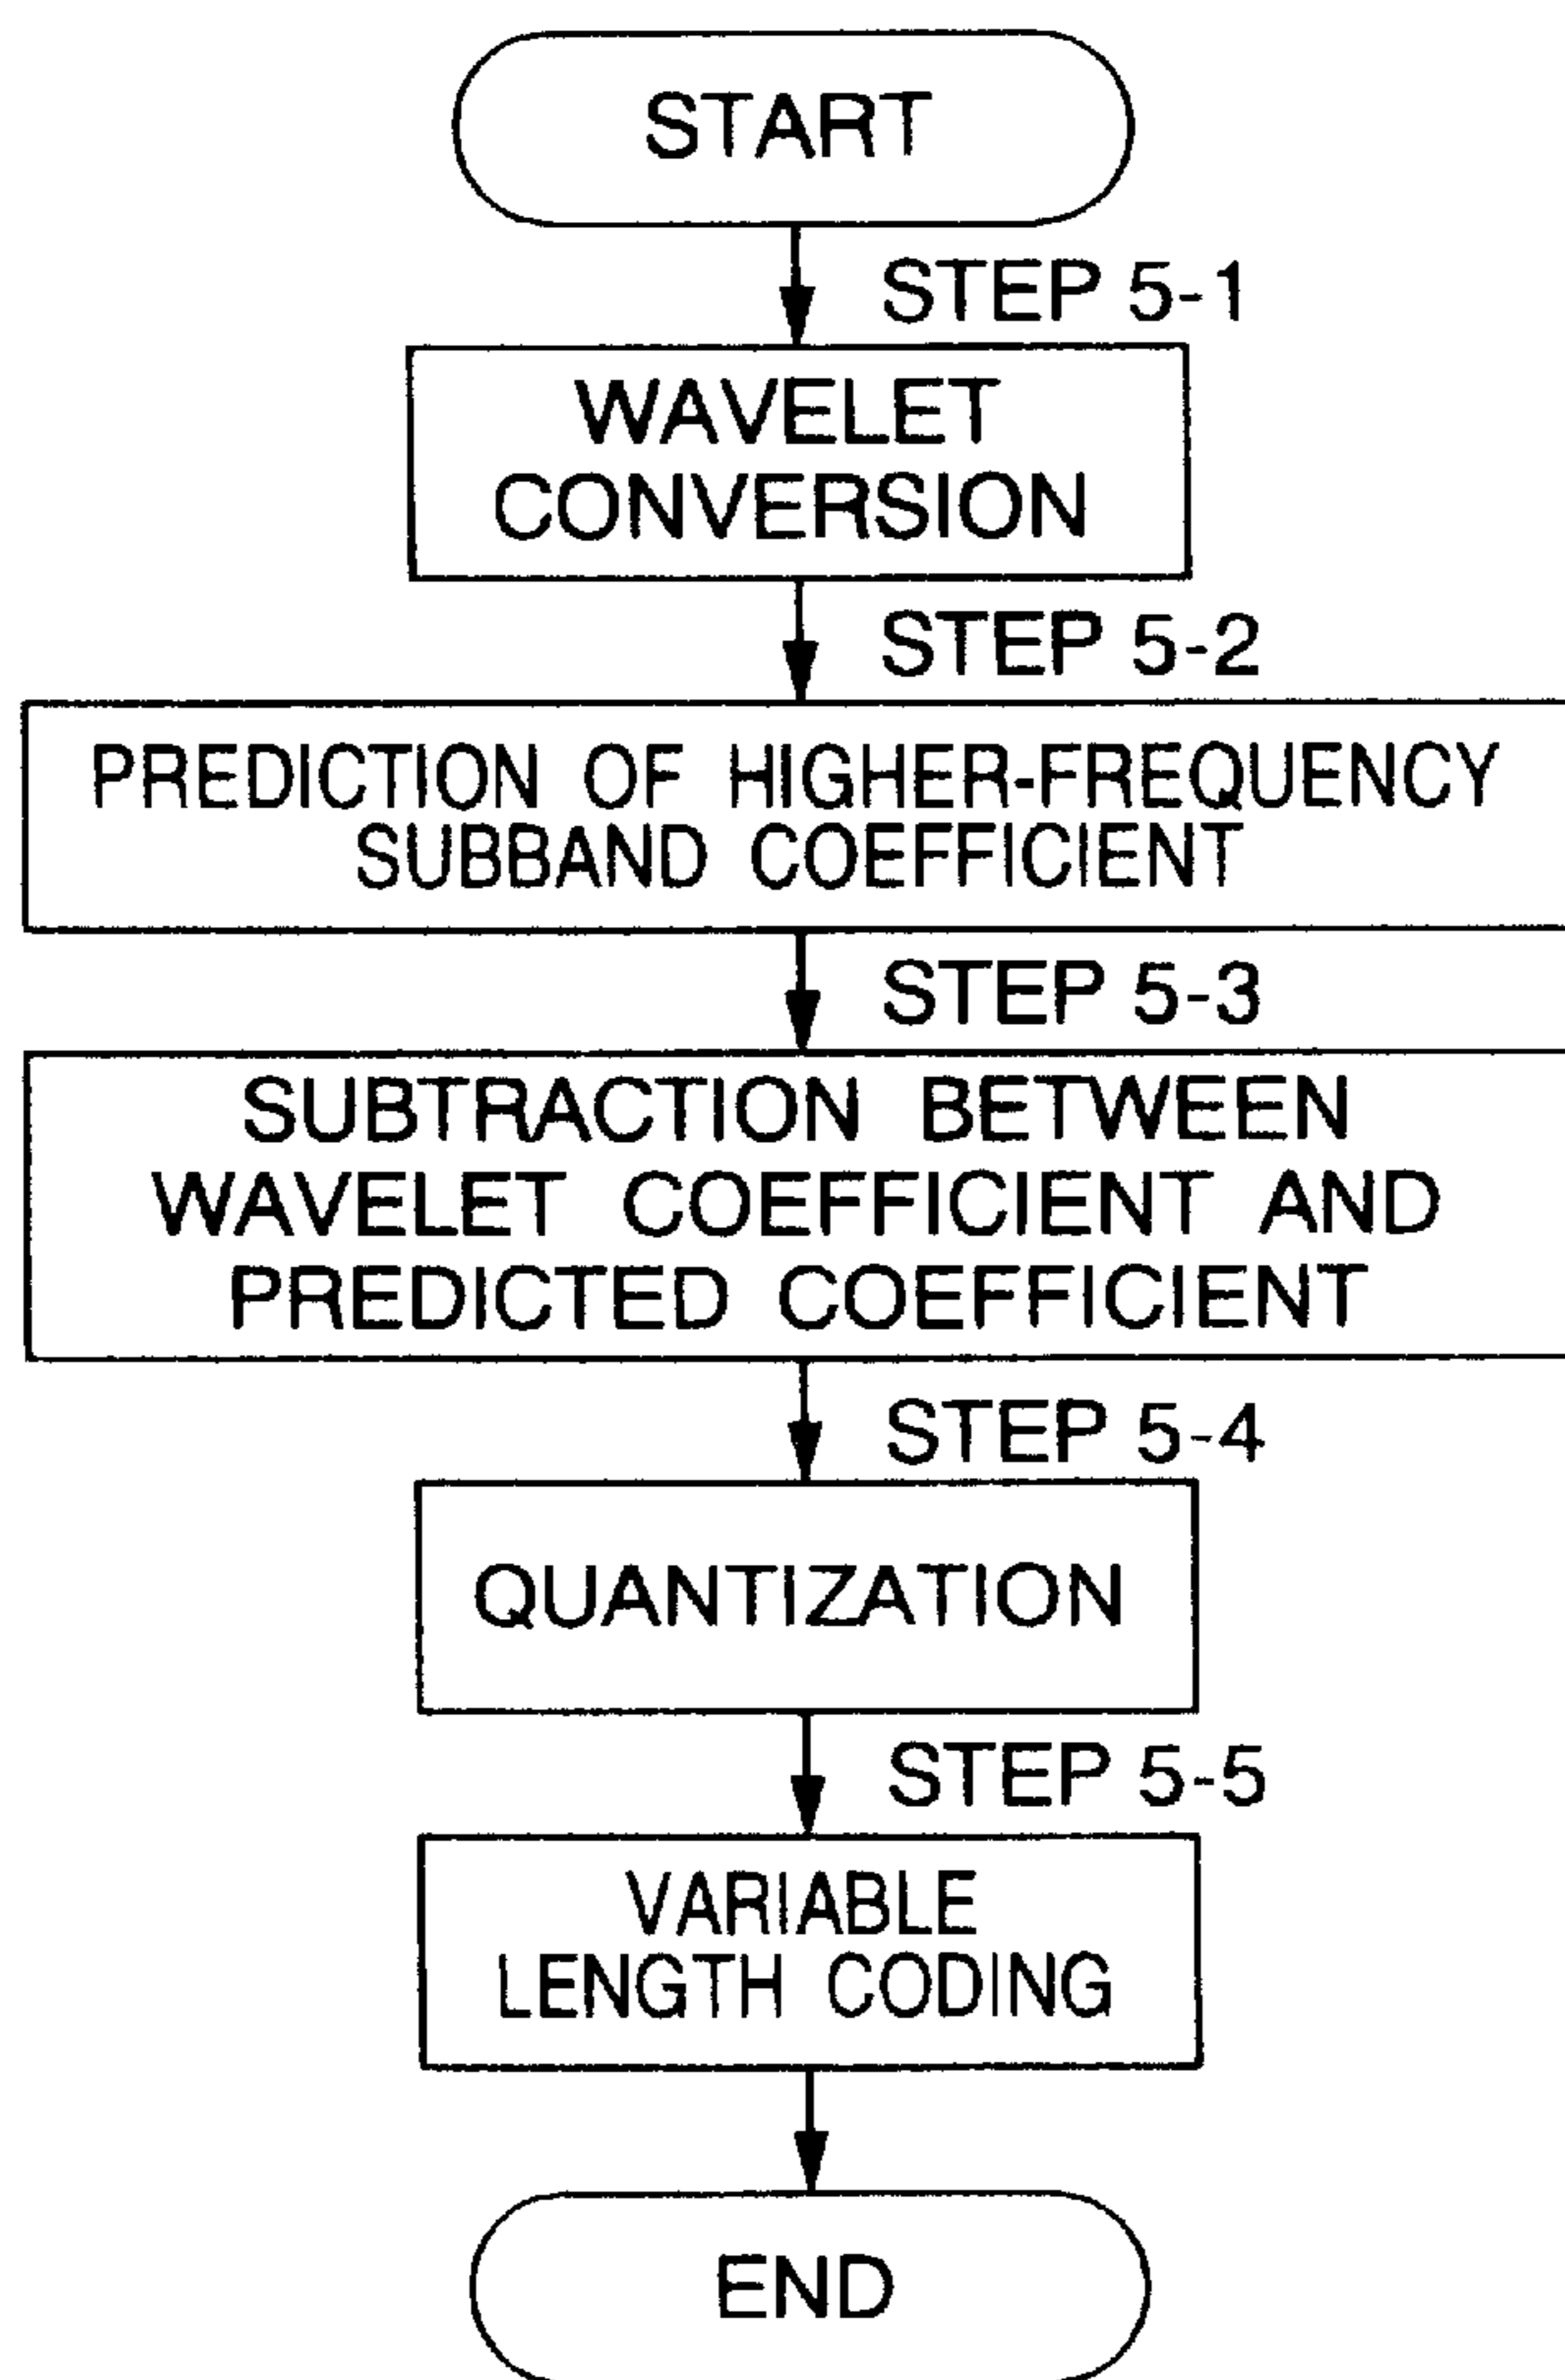 START
STEP 5-1
WAVELET
CONVERSION
STEP 5-2
PREDICTION OF HIGHER-FREQUENCY
SUBBAND COEFFICIENT
STEP 5-3
SUBTRACTION BETWEEN
WAVELET COEFFICIENT AND
PREDICTED COEFFICIENT
STEP 5-4
QUANTIZATION
STEP 5-5
VARIABLE
LENGTH CODING
END